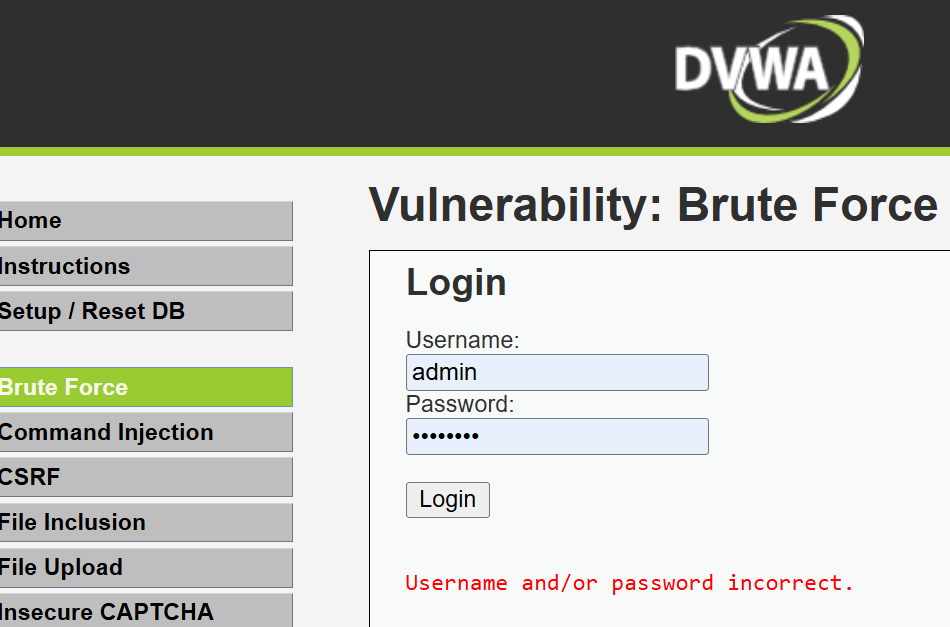 DVWA
Home
Instructions
Setup / Reset DB
Brute Force
Command Injection
CSRF
File Inclusion
File Upload
Insecure CAPTCHA
Vulnerability: Brute Force
Login
Username:
admin
Password:
••••••••
Login
Username and/or password incorrect.